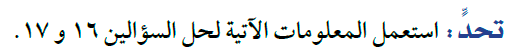 تحدٍّ : استعمل المعلومات الآتية لحل السؤالين ١٦ و ١٧.